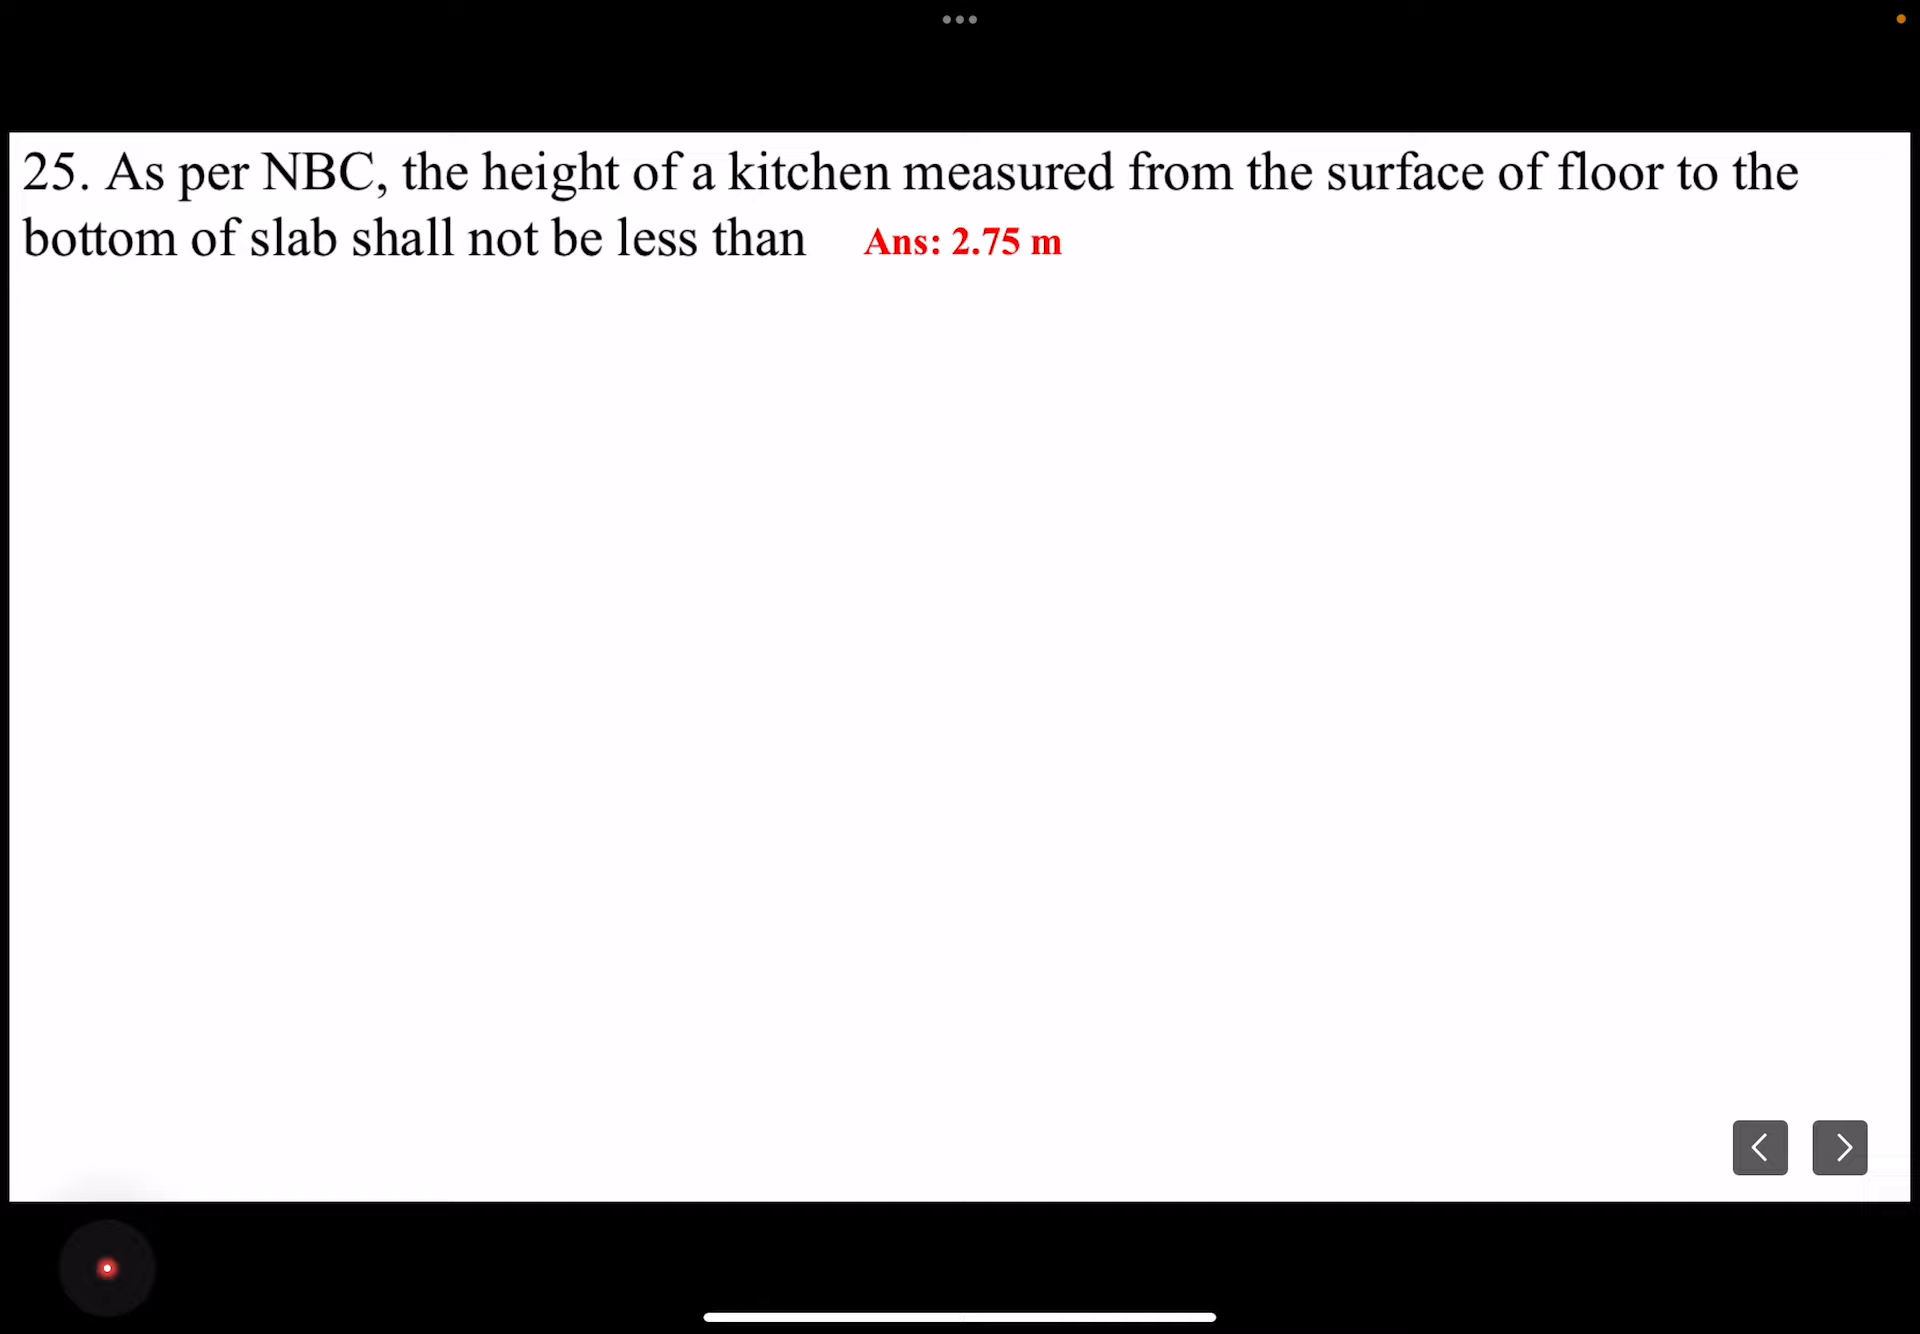 25. As per NBC, the height of a kitchen measured from the surface of floor to the
bottom of slab shall not be less than Ans: 2.75 m